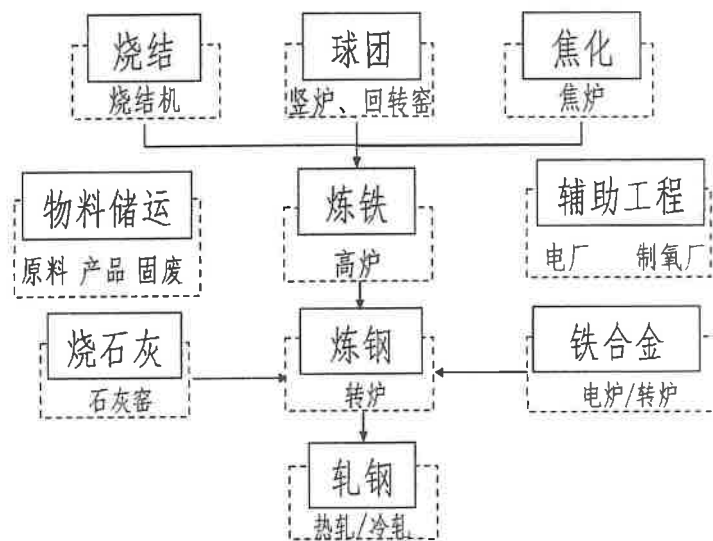 烧结
烧结机
球团
竖炉、回转窑
焦化
焦炉
物料储运
原料 产品 固废
炼铁
高炉
辅助工程
电厂 制氧厂
烧石灰
石灰窑
炼钢
转炉
铁合金
电炉/转炉
轧钢
热轧/冷轧